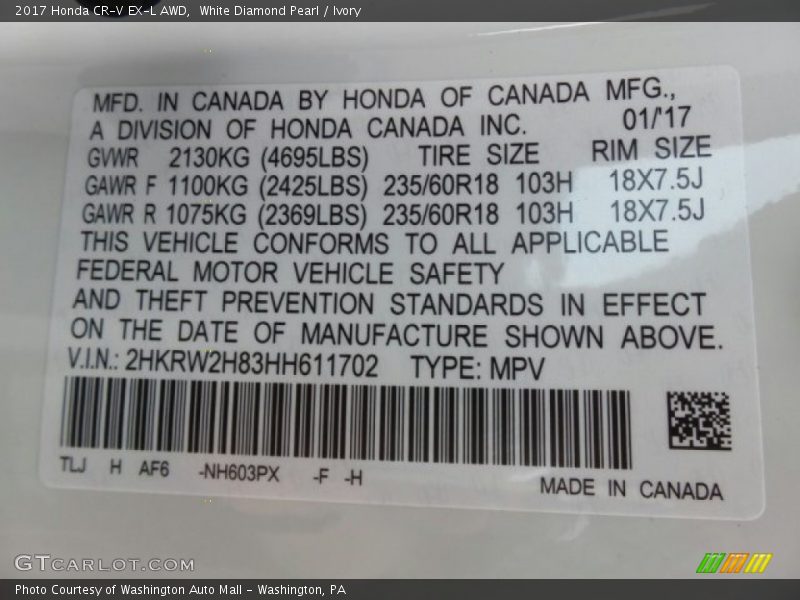 2017 Honda CR-V EX-L AWD,  White Diamond Pearl / Ivory
MFD. IN CANADA BY HONDA OF CANADA MFG.,
A DIVISION OF HONDA CANADA INC. 01/'17
GVWR 2130KG (4695LBS) TIRE SIZE RIM SIZE
GAWR F 1100KG (2425LBS) 235/60R18 103H 18X7.5J
GAWR R 1075KG (2369LBS) 235/60R18 103H 18X7.5J
THIS VEHICLE CONFORMS TO ALL APPLICABLE
FEDERAL MOTOR VEHICLE SAFETY
AND THEFT PREVENTION STANDARDS IN EFFECT
ON THE DATE OF MANUFACTURE SHOWN ABOVE.
V.I.N.: 2HKRW2H83HH611702 TYPE: MPV
TLJ H AF6 -NH603PX -F -H
MADE IN CANADA
GTCARLOT.COM
Photo Courtesy of Washington Auto Mall - Washington, PA